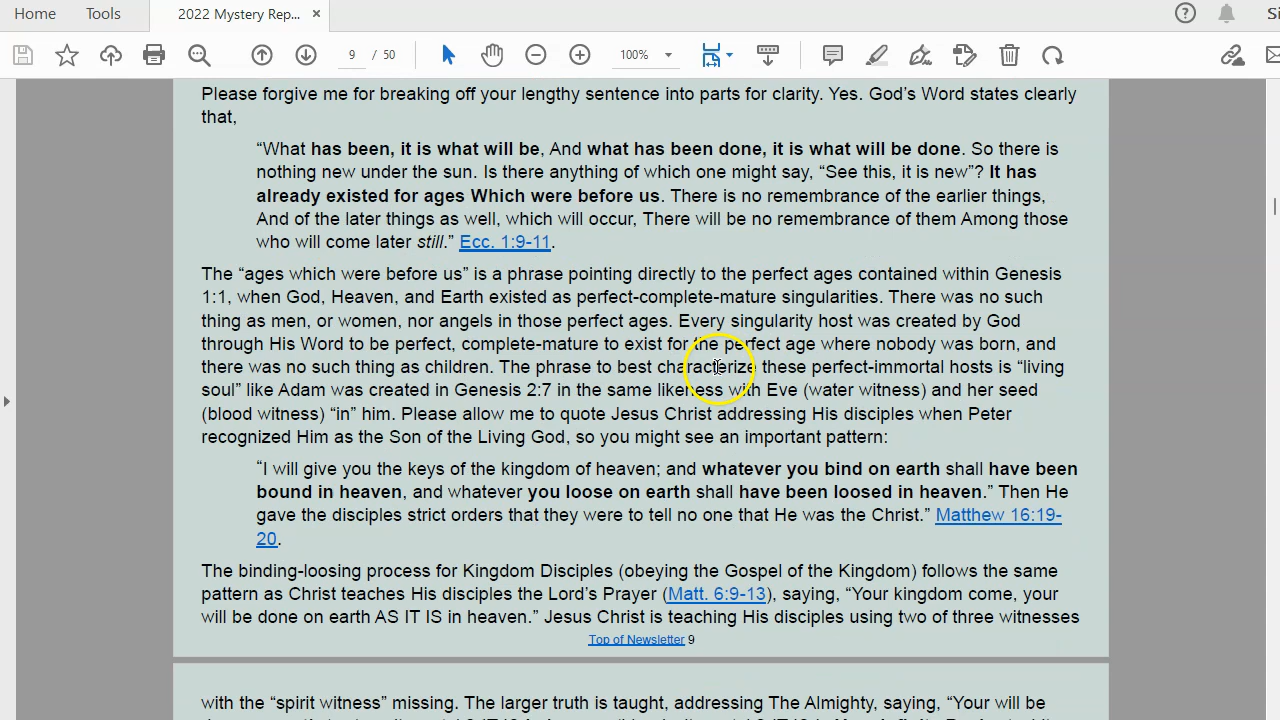 Home Tools 2022 Mystery Rep... ×
9 / 50 100%
Please forgive me for breaking off your lengthy sentence into parts for clarity. Yes. God’s Word states clearly
that,
“What has been, it is what will be, And what has been done, it is what will be done. So there is
nothing new under the sun. Is there anything of which one might say, “See this, it is new”? It has
already existed for ages Which were before us. There is no remembrance of the earlier things,
And of the later things as well, which will occur, There will be no remembrance of them Among those
who will come later still.” Ecc. 1:9-11.
The “ages which were before us” is a phrase pointing directly to the perfect ages contained within Genesis
1:1, when God, Heaven, and Earth existed as perfect-complete-mature singularities. There was no such
thing as men, or women, nor angels in those perfect ages. Every singularity host was created by God
through His Word to be perfect, complete-mature to exist for the perfect age where nobody was born, and
there was no such thing as children. The phrase to best characterize these perfect-immortal hosts is “living
soul” like Adam was created in Genesis 2:7 in the same likeness with Eve (water witness) and her seed
(blood witness) “in” him. Please allow me to quote Jesus Christ addressing His disciples when Peter
recognized Him as the Son of the Living God, so you might see an important pattern:
“I will give you the keys of the kingdom of heaven; and whatever you bind on earth shall have been
bound in heaven, and whatever you loose on earth shall have been loosed in heaven.” Then He
gave the disciples strict orders that they were to tell no one that He was the Christ.” Matthew 16:19-
20.
The binding-loosing process for Kingdom Disciples (obeying the Gospel of the Kingdom) follows the same
pattern as Christ teaches His disciples the Lord’s Prayer (Matt. 6:9-13), saying, “Your kingdom come, your
will be done on earth AS IT IS in heaven.” Jesus Christ is teaching His disciples using two of three witnesses
Top of Newsletter 9
with the “spirit witness” missing. The larger truth is taught, addressing The Almighty, saying, “Your will be